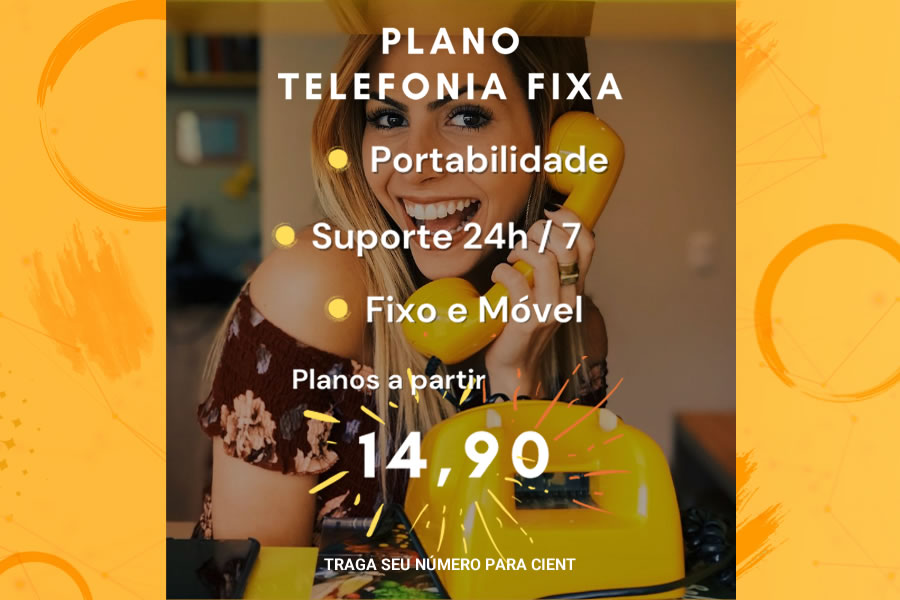 PLANO
TELEFONIA FIXA
Portabilidade
Suporte 24h / 7
Fixo e Móvel
Planos a partir
14,90
TRAGA SEU NÚMERO PARA CIENT